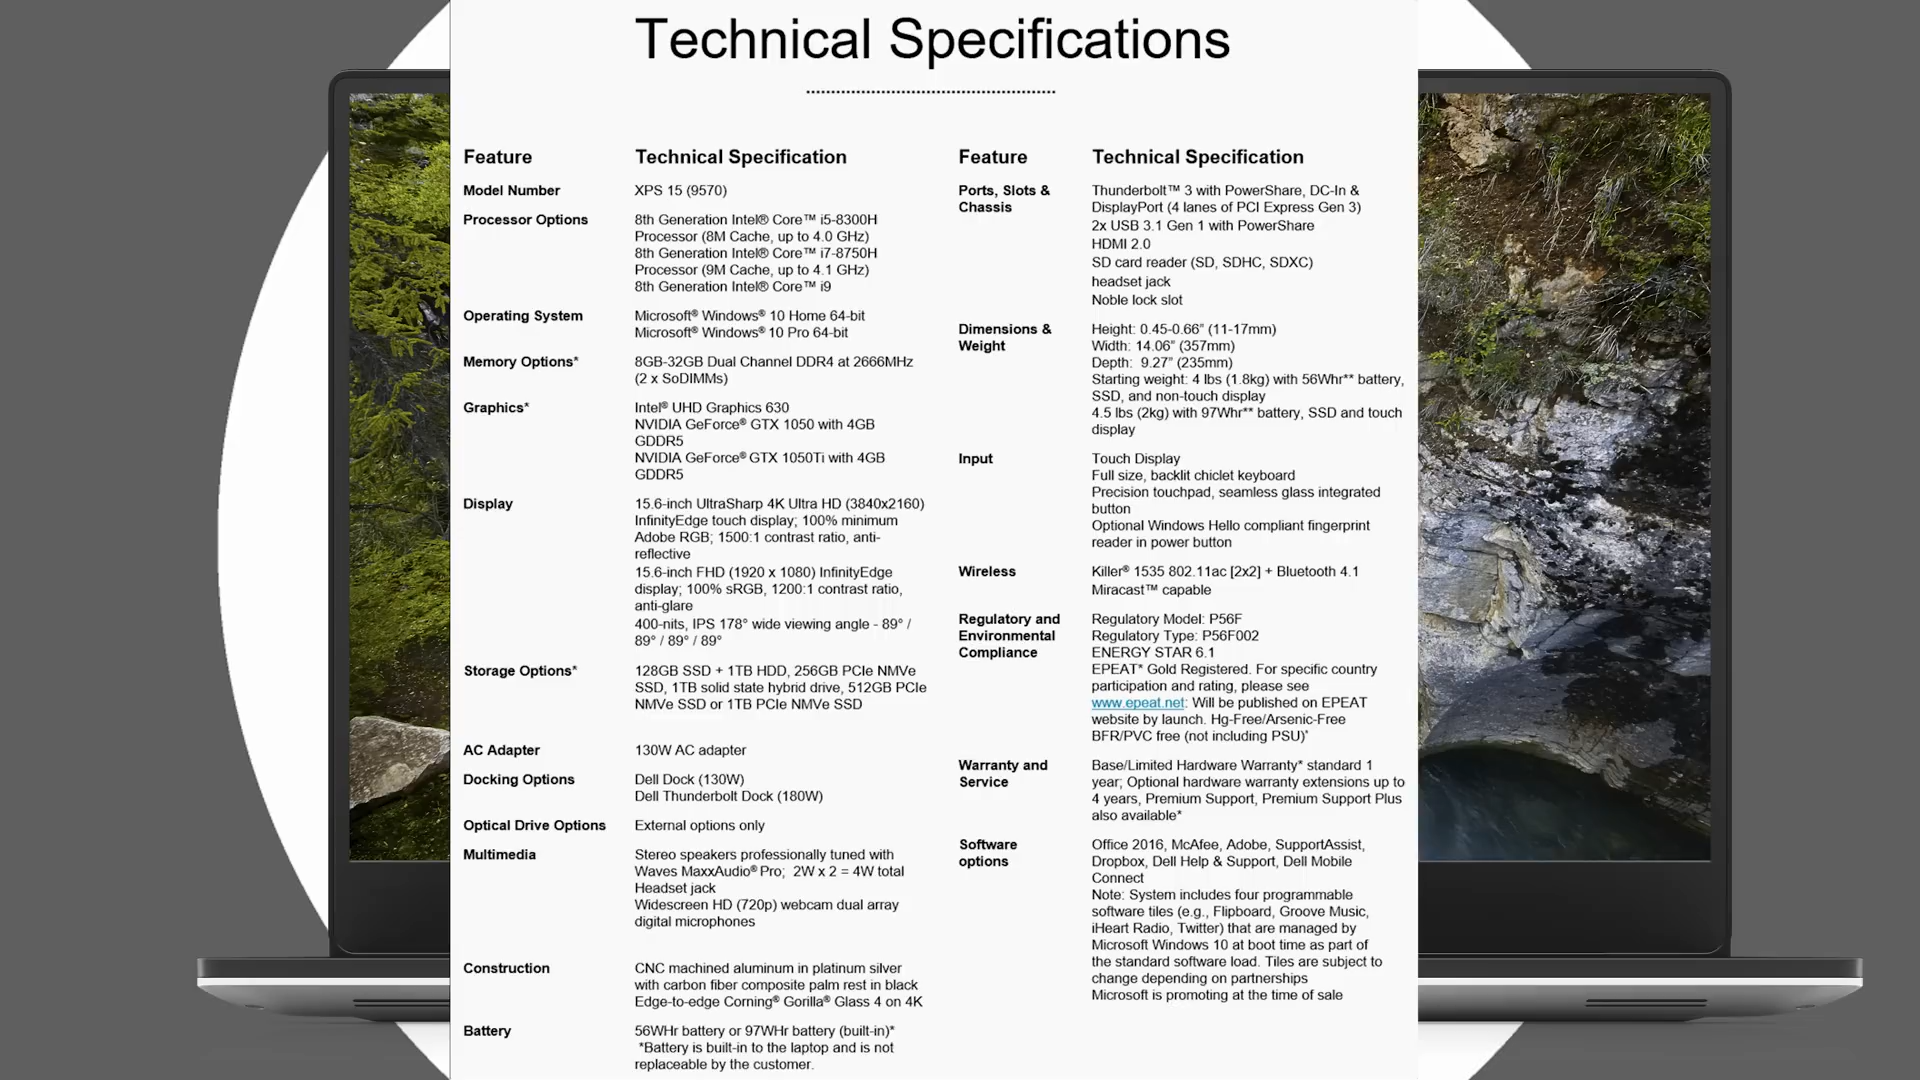 Technical Specifications
Feature
Technical Specification
Model Number
XPS 15 (9570)
Processor Options
8th Generation Intel® Core™ i5-8300H
Processor (8M Cache, up to 4.0 GHz)
8th Generation Intel® Core™ i7-8750H
Processor (9M Cache, up to 4.1 GHz)
8th Generation Intel® Core™ i9
Operating System
Microsoft® Windows® 10 Home 64-bit
Microsoft® Windows® 10 Pro 64-bit
Memory Options*
8GB-32GB Dual Channel DDR4 at 2666MHz
(2 x SoDIMMs)
Graphics*
Intel® UHD Graphics 630
NVIDIA GeForce® GTX 1050 with 4GB
GDDR5
NVIDIA GeForce® GTX 1050Ti with 4GB
GDDR5
Display
15.6-inch UltraSharp 4K Ultra HD (3840x2160)
InfinityEdge touch display; 100% minimum
Adobe RGB; 1500:1 contrast ratio, anti-
reflective
15.6-inch FHD (1920 x 1080) InfinityEdge
display; 100% sRGB, 1200:1 contrast ratio,
anti-glare
400-nits, IPS 178° wide viewing angle - 89° /
89° / 89° / 89°
Storage Options*
128GB SSD + 1TB HDD, 256GB PCIe NMVe
SSD, 1TB solid state hybrid drive, 512GB PCIe
NMVe SSD or 1TB PCIe NMVe SSD
AC Adapter
130W AC adapter
Docking Options
Dell Dock (130W)
Dell Thunderbolt Dock (180W)
Optical Drive Options
External options only
Multimedia
Stereo speakers professionally tuned with
Waves MaxxAudio® Pro; 2W x 2 = 4W total
Headset jack
Widescreen HD (720p) webcam dual array
digital microphones
Construction
CNC machined aluminum in platinum silver
with carbon fiber composite palm rest in black
Edge-to-edge Corning® Gorilla® Glass 4 on 4K
Battery
56WHr battery or 97WHr battery (built-in)*
*Battery is built-in to the laptop and is not
replaceable by the customer.
Feature
Technical Specification
Ports, Slots &
Chassis
Thunderbolt™ 3 with PowerShare, DC-In &
DisplayPort (4 lanes of PCI Express Gen 3)
2x USB 3.1 Gen 1 with PowerShare
HDMI 2.0
SD card reader (SD, SDHC, SDXC)
headset jack
Noble lock slot
Dimensions &
Weight
Height: 0.45-0.66” (11-17mm)
Width: 14.06” (357mm)
Depth: 9.27” (235mm)
Starting weight: 4 lbs (1.8kg) with 56Whr** battery,
SSD, and non-touch display
4.5 lbs (2kg) with 97Whr** battery, SSD and touch
display
Input
Touch Display
Full size, backlit chiclet keyboard
Precision touchpad, seamless glass integrated
button
Optional Windows Hello compliant fingerprint
reader in power button
Wireless
Killer® 1535 802.11ac [2x2] + Bluetooth 4.1
Miracast™ capable
Regulatory and
Environmental
Compliance
Regulatory Model: P56F
Regulatory Type: P56F002
ENERGY STAR 6.1
EPEAT* Gold Registered. For specific country
participation and rating, please see
www.epeat.net: Will be published on EPEAT
website by launch. Hg-Free/Arsenic-Free
BFR/PVC free (not including PSU)*
Warranty and
Service
Base/Limited Hardware Warranty* standard 1
year; Optional hardware warranty extensions up to
4 years, Premium Support, Premium Support Plus
also available*
Software
options
Office 2016, McAfee, Adobe, SupportAssist,
Dropbox, Dell Help & Support, Dell Mobile
Connect
Note: System includes four programmable
software tiles (e.g., Flipboard, Groove Music,
iHeart Radio, Twitter) that are managed by
Microsoft Windows 10 at boot time as part of
the standard software load. Tiles are subject to
change depending on partnerships
Microsoft is promoting at the time of sale